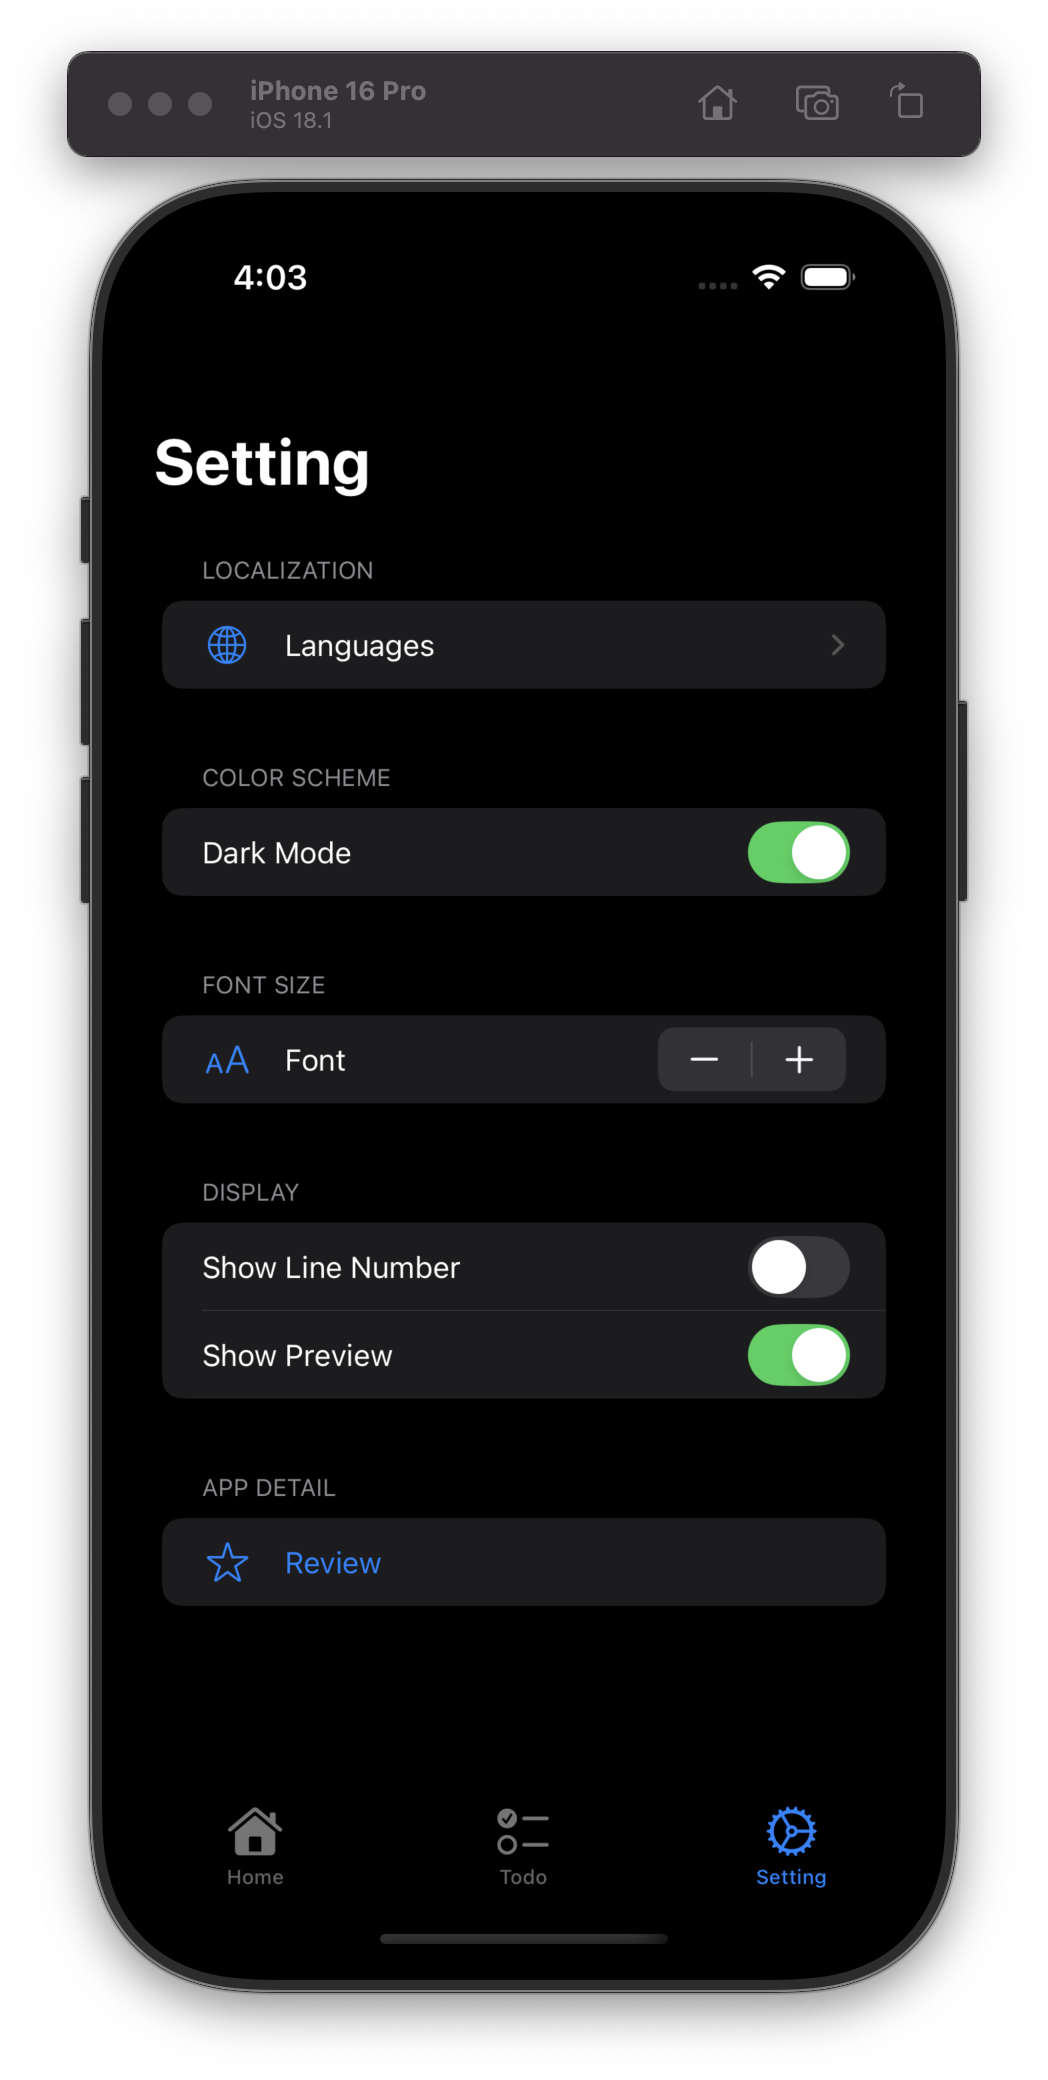 iPhone 16 Pro
iOS 18.1
4:03
Setting
LOCALIZATION
Languages
COLOR SCHEME
Dark Mode
FONT SIZE
AA Font
DISPLAY
Show Line Number
Show Preview
APP DETAIL
Review
Home Todo Setting